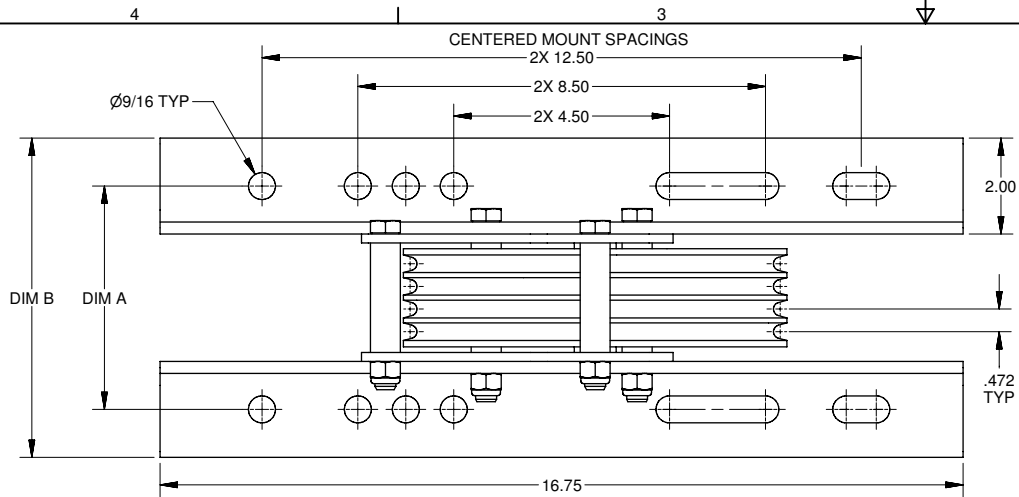 4 3
CENTERED MOUNT SPACINGS
2X 12.50
2X 8.50
Ø9/16 TYP
2X 4.50
2.00
DIM B
DIM A
.472
TYP
16.75